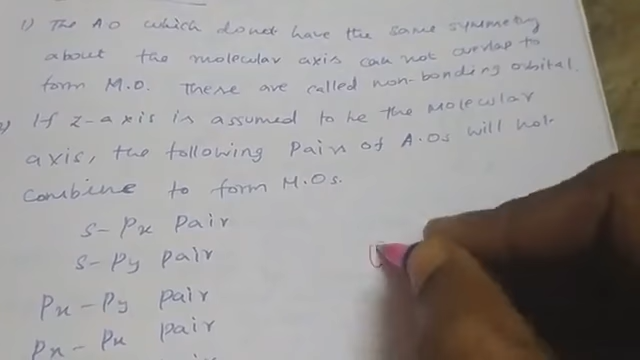 1) The AO which donot have the same symmetry
about the molecular axis can not overlap to
form M.O. These are called non-bonding orbital.
If z-axis is assumed to be the Molecular
axis, the following Pair of A.Os will not
combine to form M.Os.
s-Px Pair
s-Py pair
Px-Py pair
Px-Px pair